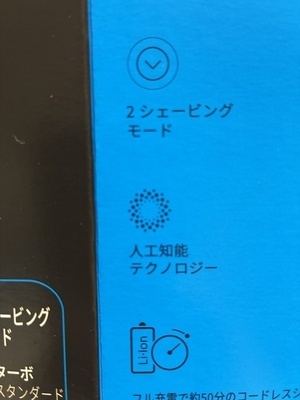 2 シェービング
モード
人工知能
テクノロジー
Li-Ion
フル充電で約50分のコードレス
ービング
ド
ターボ
スタンダード